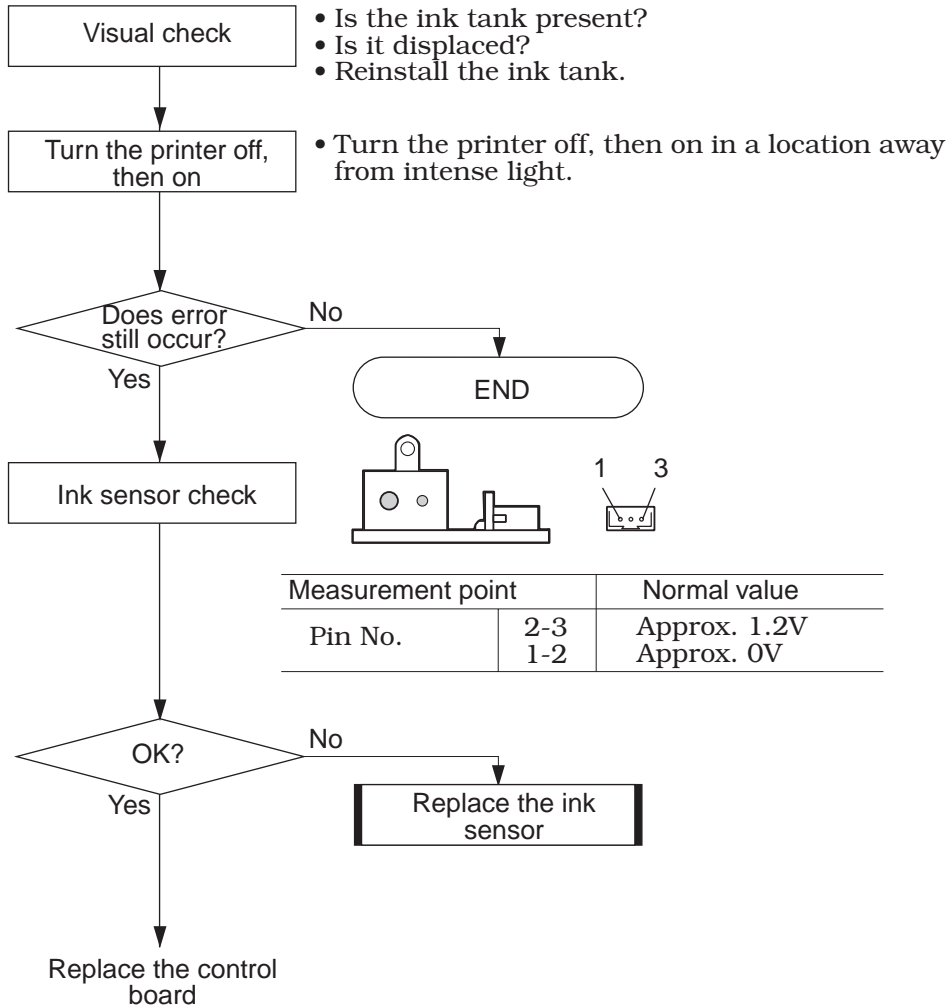 Visual check
• Is the ink tank present?
• Is it displaced?
• Reinstall the ink tank.
Turn the printer off,
then on
• Turn the printer off, then on in a location away
from intense light.
Does error
still occur?
No
Yes
END
Ink sensor check
1 3
Measurement point Normal value
Pin No. 2-3 Approx. 1.2V
1-2 Approx. 0V
OK?
No
Yes
Replace the ink
sensor
Replace the control
board